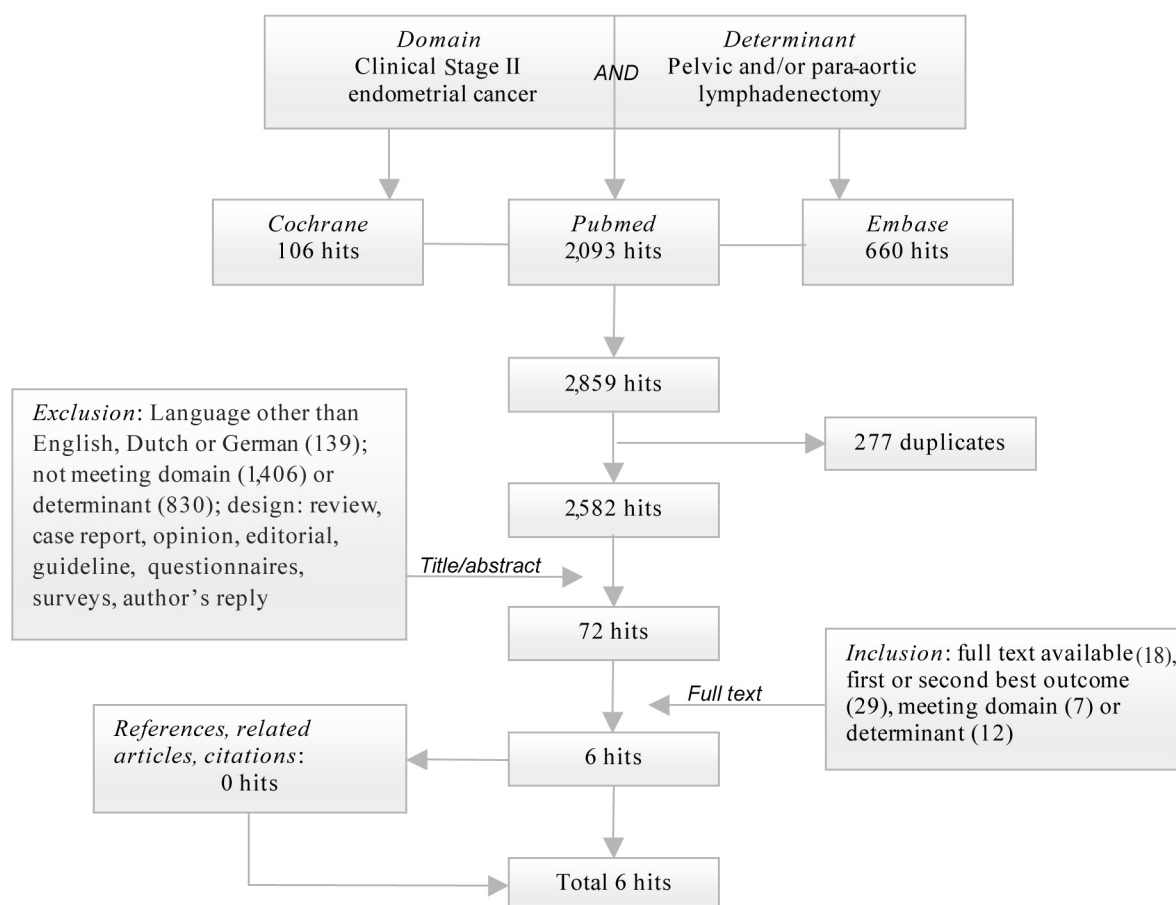 Domain
Clinical Stage II
endometrial cancer
AND
Determinant
Pelvic and/or para-aortic
lymphadenectomy
Cochrane
106 hits
Pubmed
2,093 hits
Embase
660 hits
2,859 hits
Exclusion: Language other than
English, Dutch or German (139);
not meeting domain (1,406) or
determinant (830); design: review,
case report, opinion, editorial,
guideline, questionnaires,
surveys, author's reply
277 duplicates
2,582 hits
Title/abstract
72 hits
Inclusion: full text available (18),
first or second best outcome
(29), meeting domain (7) or
determinant (12)
Full text
References, related
articles, citations:
0 hits
6 hits
Total 6 hits